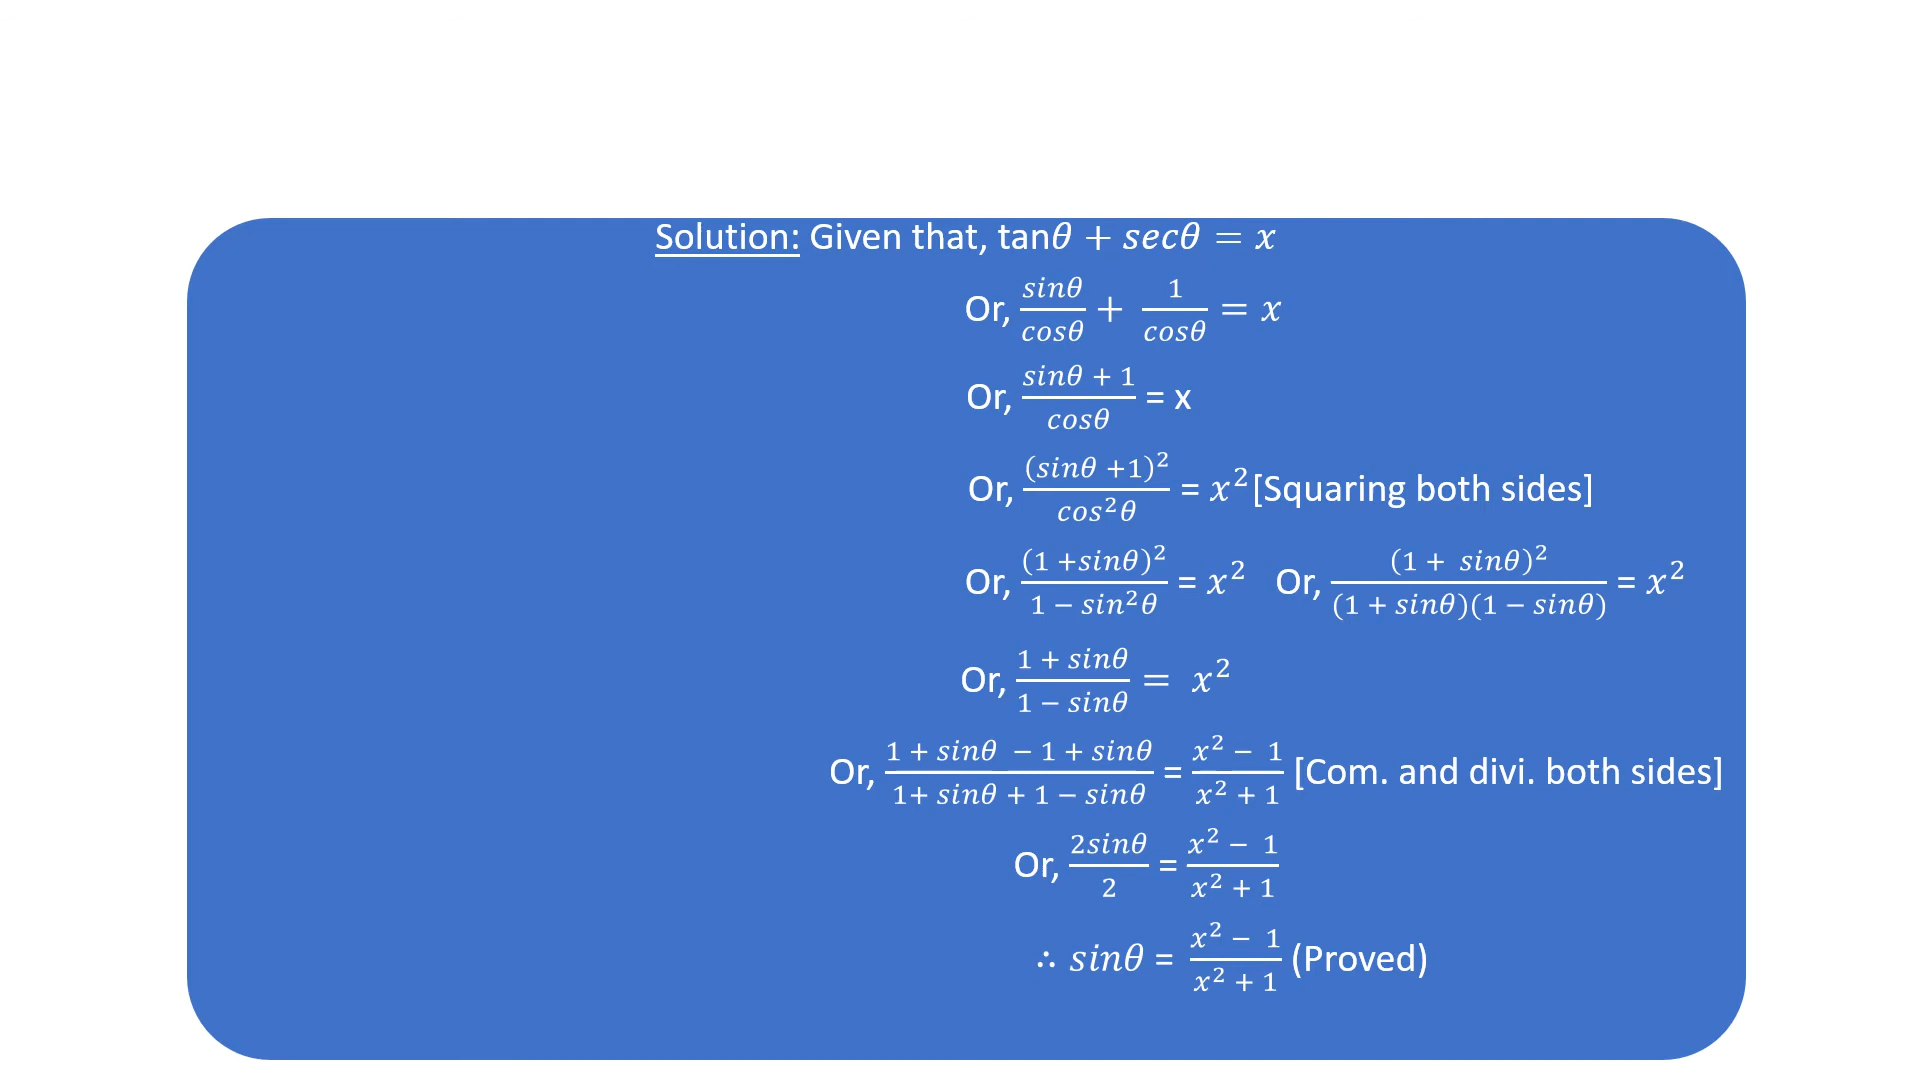 Solution: Given that, tanθ + secθ = x
Or, sinθ/cosθ + 1/cosθ = x
Or, (sinθ + 1)/cosθ = x
Or, (sinθ +1)²/cos²θ = x² [Squaring both sides]
Or, (1 +sinθ)²/(1 − sin²θ) = x² Or, (1 + sinθ)²/((1 + sinθ)(1 − sinθ)) = x²
Or, (1 + sinθ)/(1 − sinθ) = x²
Or, (1 + sinθ − 1 + sinθ)/(1+ sinθ + 1 − sinθ) = (x² − 1)/(x² + 1) [Com. and divi. both sides]
Or, 2sinθ/2 = (x² − 1)/(x² + 1)
∴ sinθ = (x² − 1)/(x² + 1) (Proved)